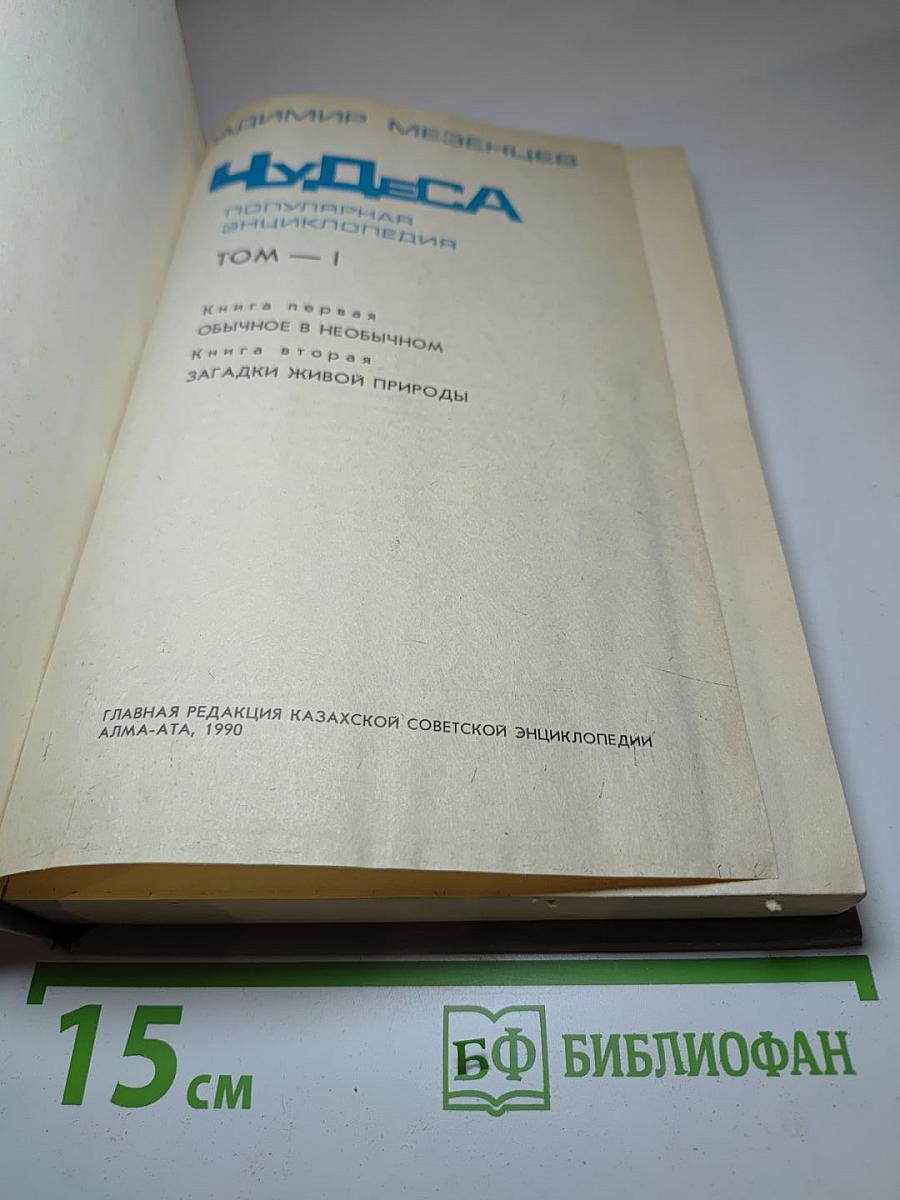 АДИМИР МЕЗЕНЦЕВ
ЧУДЕСА
ПОПУЛЯРНАЯ
ЭНЦИКЛОПЕДИЯ
ТОМ — I
Книга первая
ОБЫЧНОЕ В НЕОБЫЧНОМ
Книга вторая
ЗАГАДКИ ЖИВОЙ ПРИРОДЫ
ГЛАВНАЯ РЕДАКЦИЯ КАЗАХСКОЙ СОВЕТСКОЙ ЭНЦИКЛОПЕДИИ
АЛМА-АТА, 1990
15 см
БФ БИБЛИОФАН